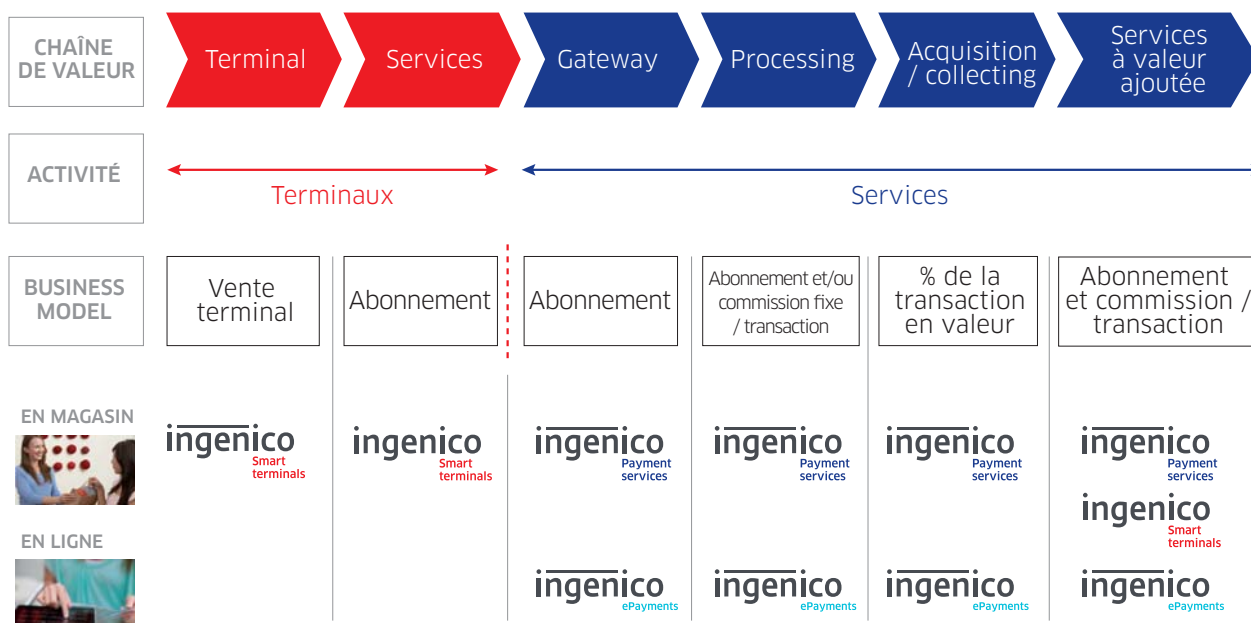 CHAÎNE
DE VALEUR
Terminal
Services
Gateway
Processing
Acquisition
/ collecting
Services
à valeur
ajoutée
ACTIVITÉ
Terminaux
Services
BUSINESS
MODEL
Vente
terminal
Abonnement
Abonnement
Abonnement et/ou
commission fixe
/ transaction
% de la
transaction
en valeur
Abonnement
et commission /
transaction
EN MAGASIN
ingenico
Smart
terminals
ingenico
Smart
terminals
ingenico
Payment
services
ingenico
Payment
services
ingenico
Payment
services
ingenico
Payment
services
ingenico
Smart
terminals
EN LIGNE
ingenico
ePayments
ingenico
ePayments
ingenico
ePayments
ingenico
ePayments